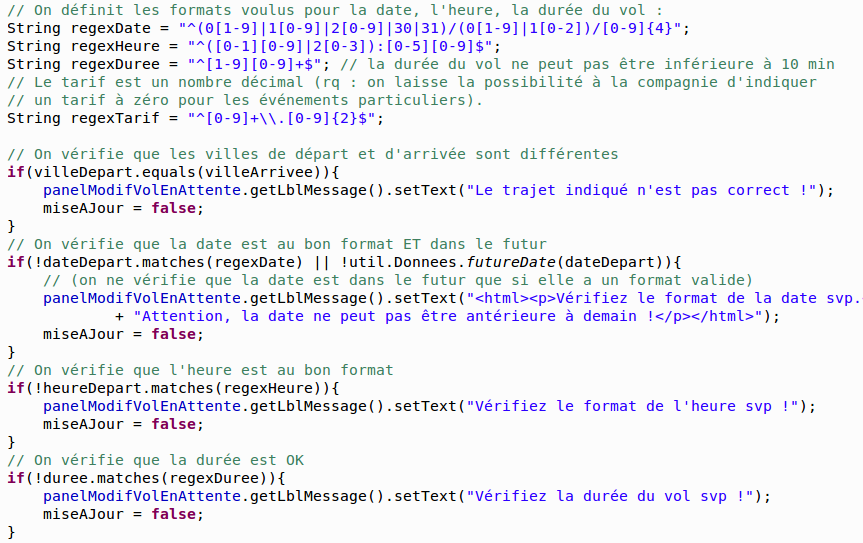 // On définit les formats voulus pour la date, l'heure, la durée du vol :
String regexDate = "^(0[1-9]|1[0-9]|2[0-9]|30|31)/(0[1-9]|1[0-2])/[0-9]{4}";
String regexHeure = "^([0-1][0-9]|2[0-3]):[0-5][0-9]$";
String regexDuree = "^[1-9][0-9]+$"; // la durée du vol ne peut pas être inférieure à 10 min
// Le tarif est un nombre décimal (rq : on laisse la possibilité à la compagnie d'indiquer
// un tarif à zéro pour les événements particuliers).
String regexTarif = "^[0-9]+\\.[0-9]{2}$";

// On vérifie que les villes de départ et d'arrivée sont différentes
if(villeDepart.equals(villeArrivee)){
    panelModifVolEnAttente.getLblMessage().setText("Le trajet indiqué n'est pas correct !");
    miseAJour = false;
}
// On vérifie que la date est au bon format ET dans le futur
if(!dateDepart.matches(regexDate) || !util.Donnees.futureDate(dateDepart)){
    // (on ne vérifie que la date est dans le futur que si elle a un format valide)
    panelModifVolEnAttente.getLblMessage().setText("<html><p>Vérifiez le format de la date svp.
            + "Attention, la date ne peut pas être antérieure à demain !</p></html>");
    miseAJour = false;
}
// On vérifie que l'heure est au bon format
if(!heureDepart.matches(regexHeure)){
    panelModifVolEnAttente.getLblMessage().setText("Vérifiez le format de l'heure svp !");
    miseAJour = false;
}
// On vérifie que la durée est OK
if(!duree.matches(regexDuree)){
    panelModifVolEnAttente.getLblMessage().setText("Vérifiez la durée du vol svp !");
    miseAJour = false;
}